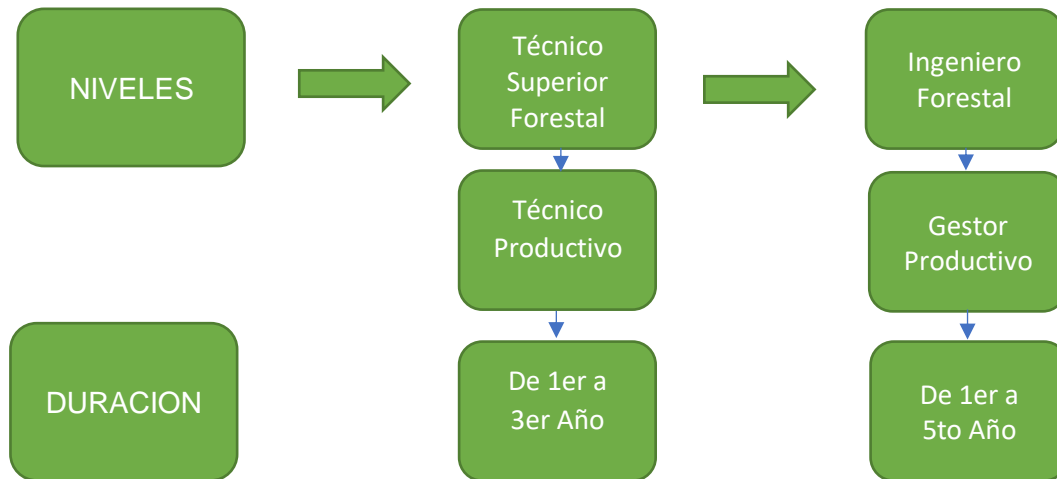 NIVELES
Técnico
Superior
Forestal
Ingeniero
Forestal
Técnico
Productivo
Gestor
Productivo
DURACION
De 1er a
3er Año
De 1er a
5to Año